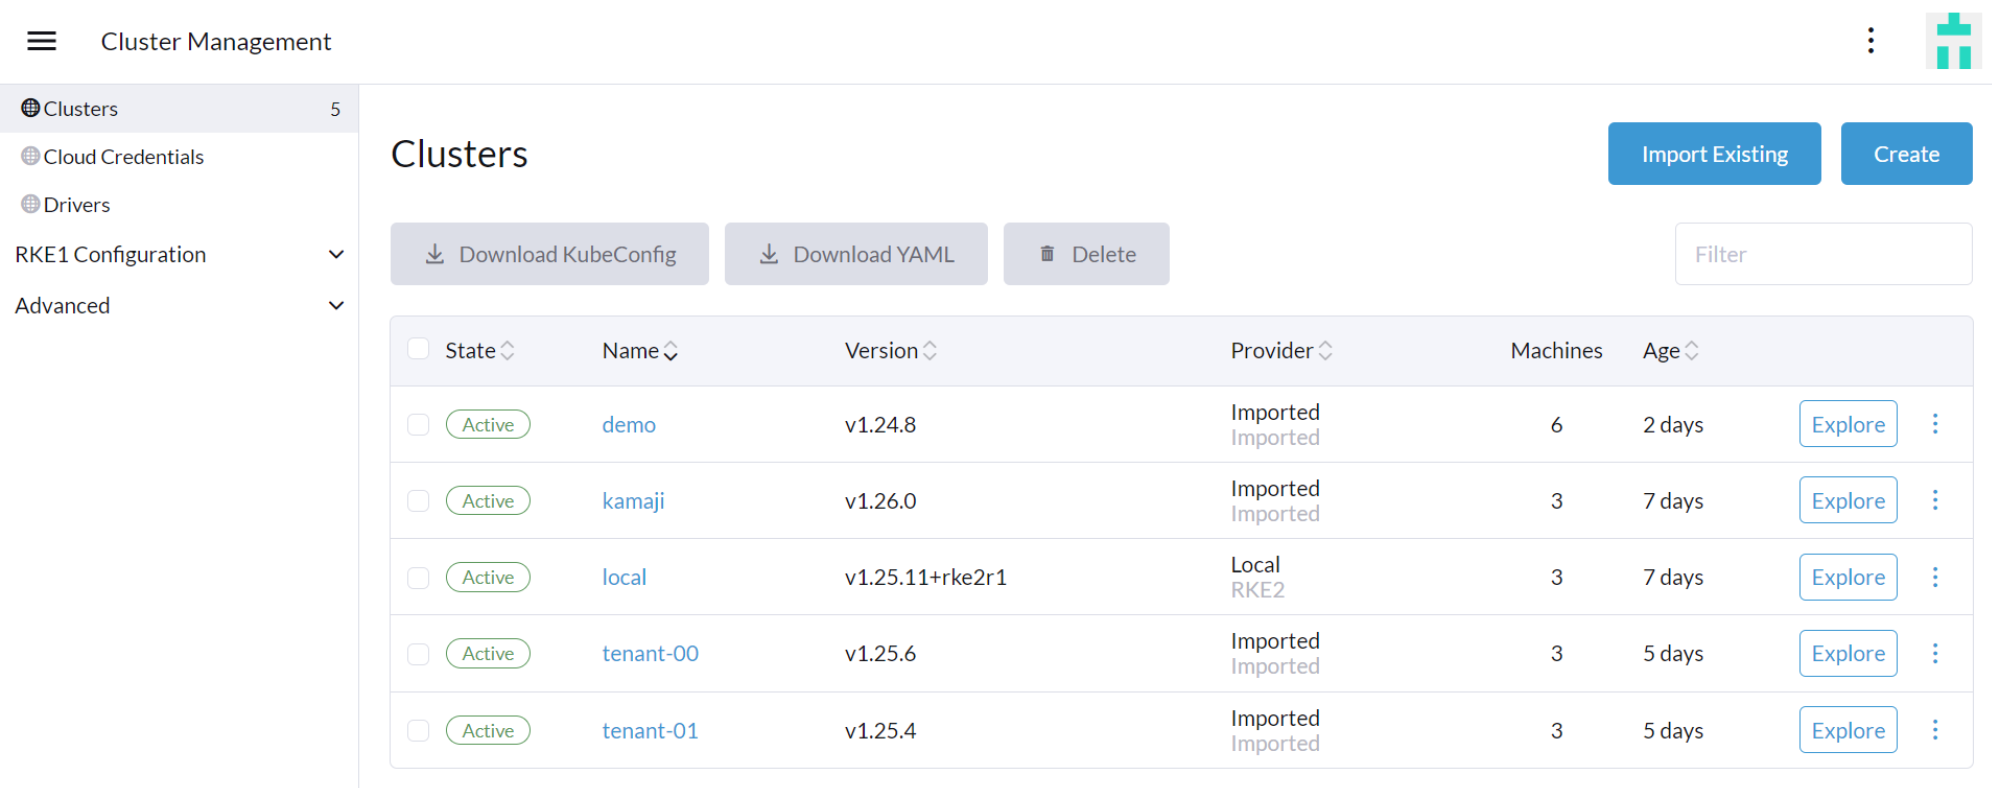 Cluster Management
Clusters 5
Cloud Credentials
Drivers
RKE1 Configuration
Advanced
Clusters
Import Existing
Create
Download KubeConfig
Download YAML
Delete
Filter
State Name Version Provider Machines Age
Active demo v1.24.8 Imported 6 2 days Explore
Imported
Active kamaji v1.26.0 Imported 3 7 days Explore
Imported
Active local v1.25.11+rke2r1 Local 3 7 days Explore
RKE2
Active tenant-00 v1.25.6 Imported 3 5 days Explore
Imported
Active tenant-01 v1.25.4 Imported 3 5 days Explore
Imported